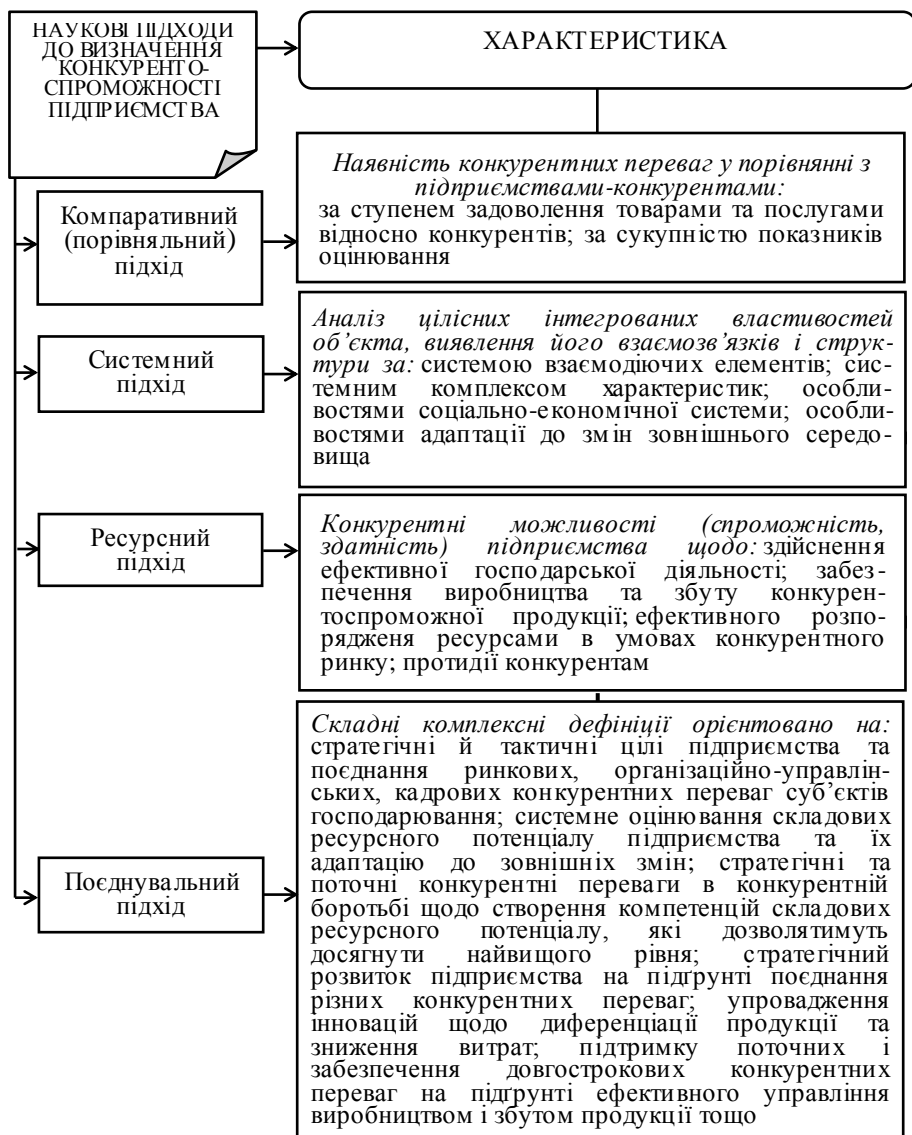 НАУКОВІ ПІДХОДИ
ДО ВИЗНАЧЕННЯ
КОНКУРЕНТО-
СПРОМОЖНОСТІ
ПІДПРИЄМСТВА
ХАРАКТЕРИСТИКА
Компаративний
(порівняльний)
підхід
Наявність конкурентних переваг у порівнянні з
підприємствами-конкурентами:
за ступенем задоволення товарами та послугами
відносно конкурентів; за сукупністю показників
оцінювання
Системний
підхід
Аналіз цілісних інтегрованих властивостей
об’єкта, виявлення його взаємозв’язків і струк-
тури за: системою взаємодіючих елементів; сис-
темним комплексом характеристик; особли-
востями соціально-економічної системи; особли-
востями адаптації до змін зовнішнього середо-
вища
Ресурсний
підхід
Конкурентні можливості (спроможність,
здатність) підприємства щодо: здійснення
ефективної господарської діяльності; забез-
печення виробництва та збуту конкурен-
тоспроможної продукції; ефективного розпо-
рядженя ресурсами в умовах конкурентного
ринку; протидії конкурентам
Поєднувальний
підхід
Складні комплексні дефініції орієнтовано на:
стратегічні й тактичні цілі підприємства та
поєднання ринкових, організаційно-управлін-
ських, кадрових конкурентних переваг суб’єктів
господарювання; системне оцінювання складових
ресурсного потенціалу підприємства та їх
адаптацію до зовнішніх змін; стратегічні та
поточні конкурентні переваги в конкурентній
боротьбі щодо створення компетенцій складових
ресурсного потенціалу, які дозволятимуть
досягнути найвищого рівня; стратегічний
розвиток підприємства на підґрунті поєднання
різних конкурентних переваг; упровадження
інновацій щодо диференціації продукції та
зниження витрат; підтримку поточних і
забезпечення довгострокових конкурентних
переваг на підґрунті ефективного управління
виробництвом і збутом продукції тощо